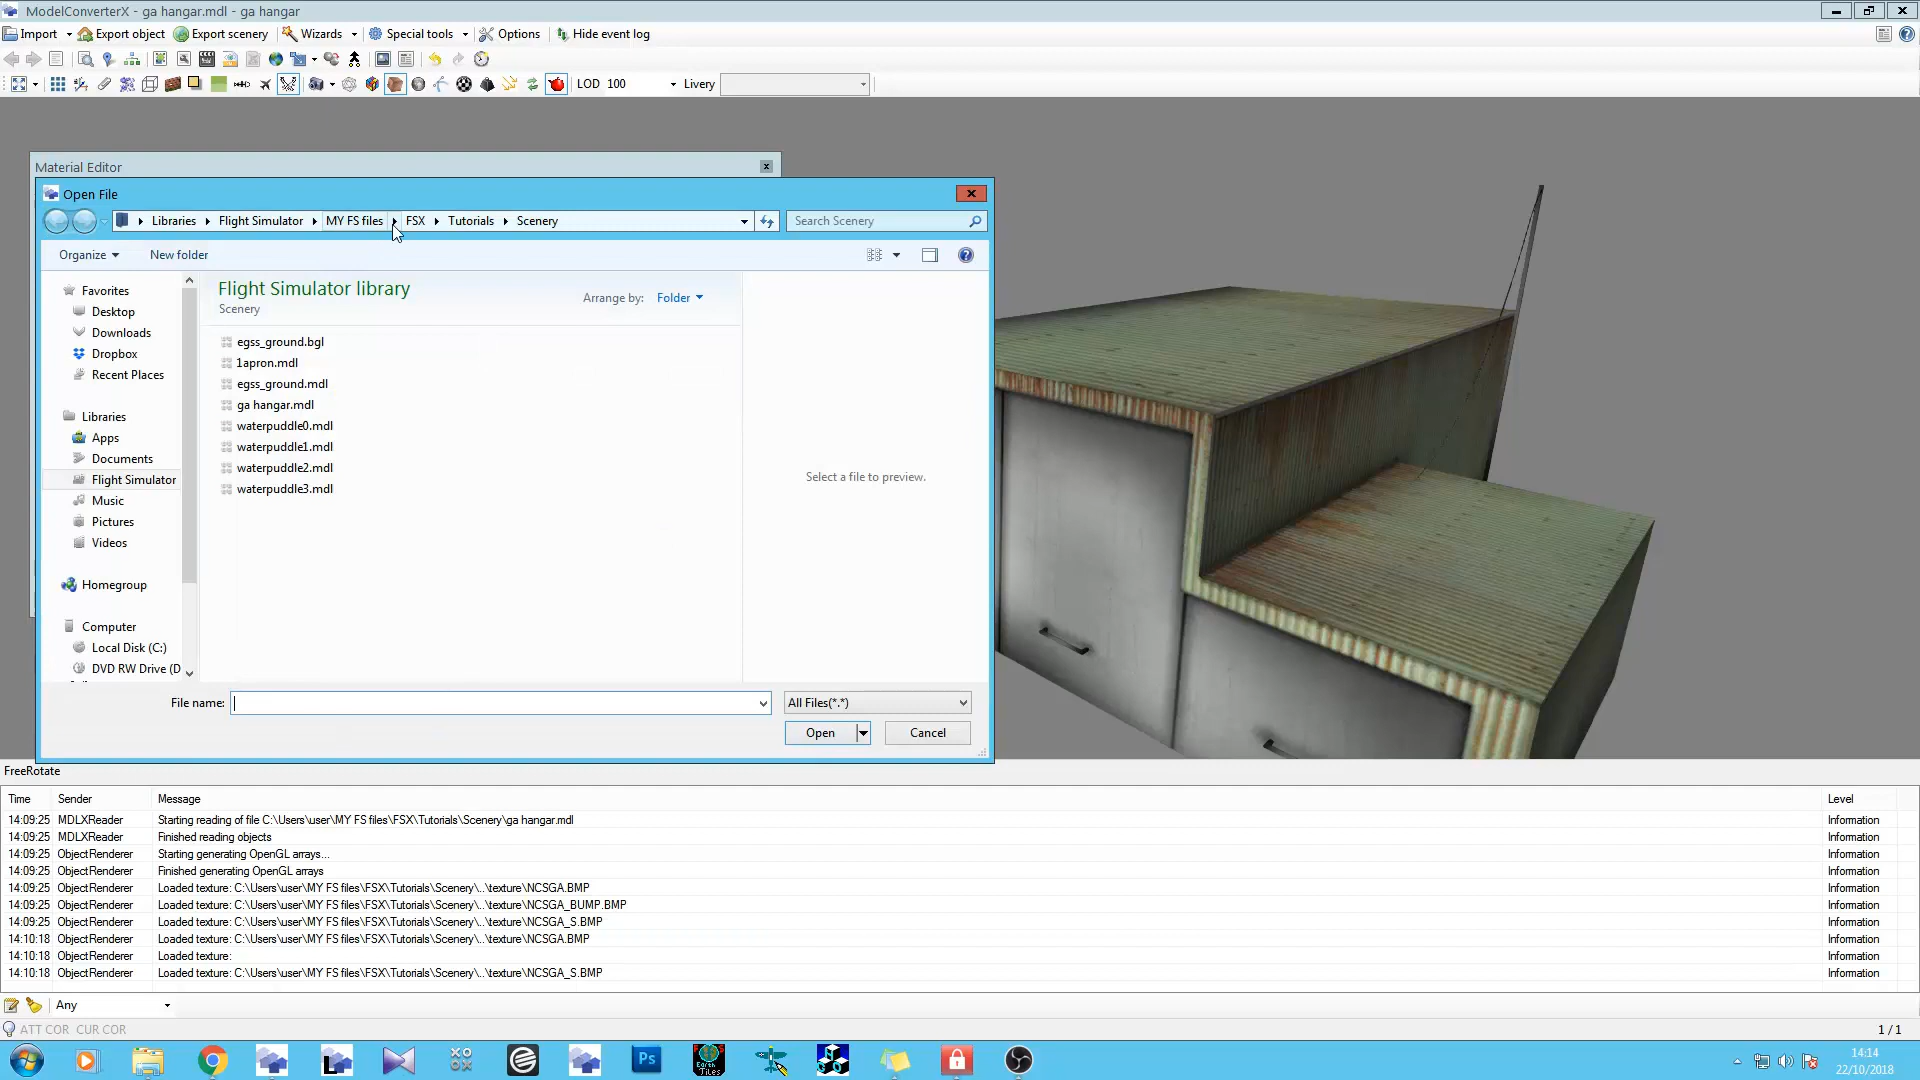 ModelConverterX - ga hangar.mdl - ga hangar
Import Export object Export scenery Wizards Special tools Options Hide event log
LOD 100 Livery
Material Editor
Open File
Libraries Flight Simulator MY FS files FSX Tutorials Scenery Search Scenery
Organize New folder
Favorites
Desktop
Downloads
Dropbox
Recent Places
Libraries
Apps
Documents
Flight Simulator
Music
Pictures
Videos
Homegroup
Computer
Local Disk (C:)
DVD RW Drive (D
Flight Simulator library
Scenery
Arrange by: Folder
egss_ground.bgl
1apron.mdl
egss_ground.mdl
ga hangar.mdl
waterpuddle0.mdl
waterpuddle1.mdl
waterpuddle2.mdl
waterpuddle3.mdl
Select a file to preview.
File name: All Files(*.*)
Open Cancel
FreeRotate
Time Sender Message Level
14:09:25 MDLXReader Starting reading of file C:\Users\user\MY FS files\FSX\Tutorials\Scenery\ga hangar.mdl Information
14:09:25 MDLXReader Finished reading objects Information
14:09:25 ObjectRenderer Starting generating OpenGL arrays... Information
14:09:25 ObjectRenderer Finished generating OpenGL arrays Information
14:09:25 ObjectRenderer Loaded texture: C:\Users\user\MY FS files\FSX\Tutorials\Scenery\..\texture\NCSGA.BMP Information
14:09:25 ObjectRenderer Loaded texture: C:\Users\user\MY FS files\FSX\Tutorials\Scenery\..\texture\NCSGA_BUMP.BMP Information
14:09:25 ObjectRenderer Loaded texture: C:\Users\user\MY FS files\FSX\Tutorials\Scenery\..\texture\NCSGA_S.BMP Information
14:10:18 ObjectRenderer Loaded texture: C:\Users\user\MY FS files\FSX\Tutorials\Scenery\..\texture\NCSGA.BMP Information
14:10:18 ObjectRenderer Loaded texture: Information
14:10:18 ObjectRenderer Loaded texture: C:\Users\user\MY FS files\FSX\Tutorials\Scenery\..\texture\NCSGA_S.BMP Information
Any
ATT COR CUR COR 1 / 1
L Ps Earth Tiles 14:14
22/10/2018